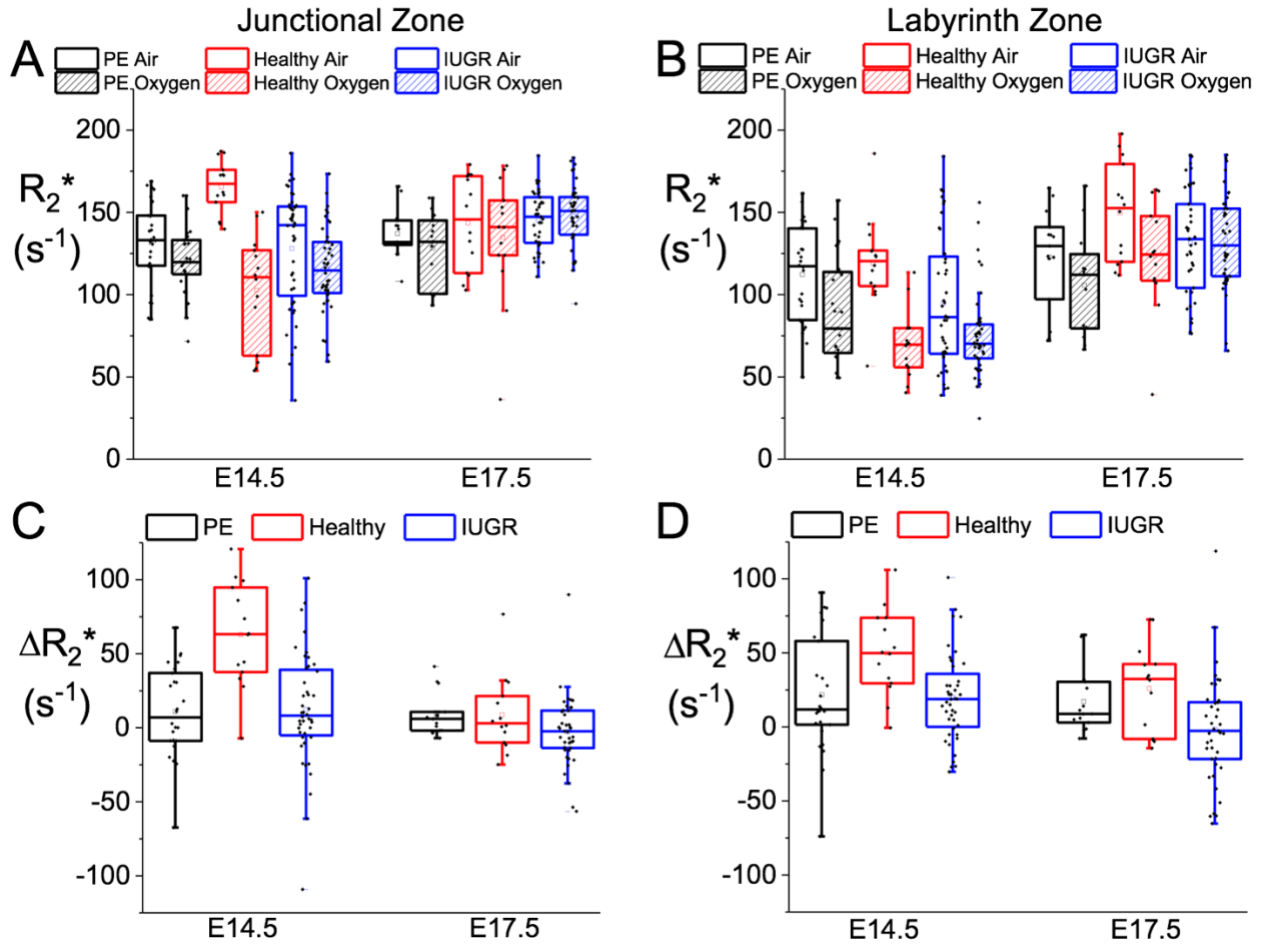 Junctional Zone
Labyrinth Zone
A
PE Air
Healthy Air
IUGR Air
PE Oxygen
Healthy Oxygen
IUGR Oxygen
200
150
100
50
0
R₂*
(s⁻¹)
E14.5
E17.5
B
PE Air
Healthy Air
IUGR Air
PE Oxygen
Healthy Oxygen
IUGR Oxygen
200
150
100
50
0
R₂*
(s⁻¹)
E14.5
E17.5
C
PE
Healthy
IUGR
100
50
0
-50
-100
ΔR₂*
(s⁻¹)
E14.5
E17.5
D
PE
Healthy
IUGR
100
50
0
-50
-100
ΔR₂*
(s⁻¹)
E14.5
E17.5